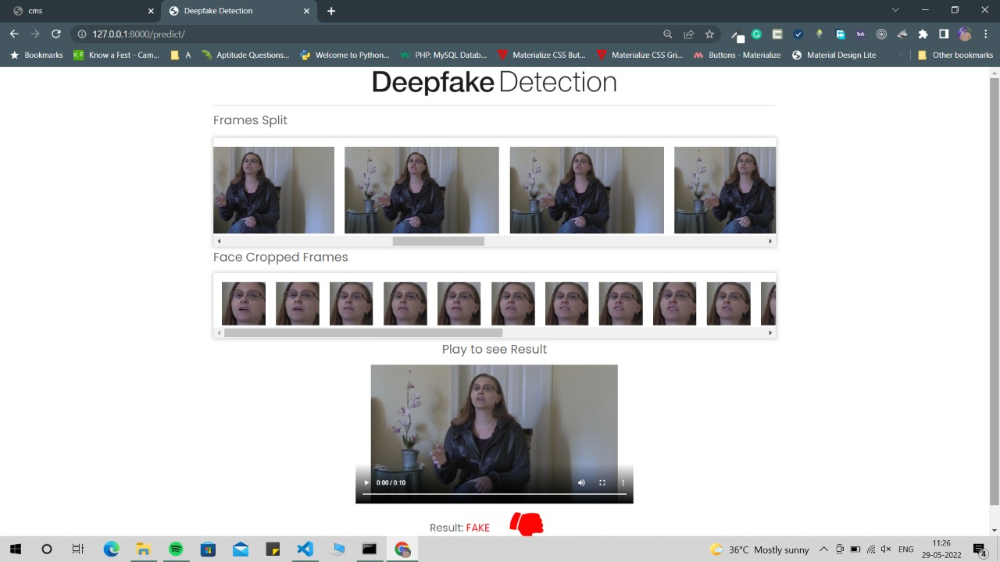 cms
Deepfake Detection
127.0.0.1:8000/predict/
Bookmarks
Know a Fest - Cam...
A
Aptitude Questions...
Welcome to Python...
PHP: MySQL Datab...
Materialize CSS But...
Materialize CSS Gri...
Buttons - Materialize
Material Design Lite
Other bookmarks
Deepfake Detection
Frames Split
Face Cropped Frames
Play to see Result
0:00 / 0:10
Result: FAKE
36°C Mostly sunny
ENG
11:26
29-05-2022
4